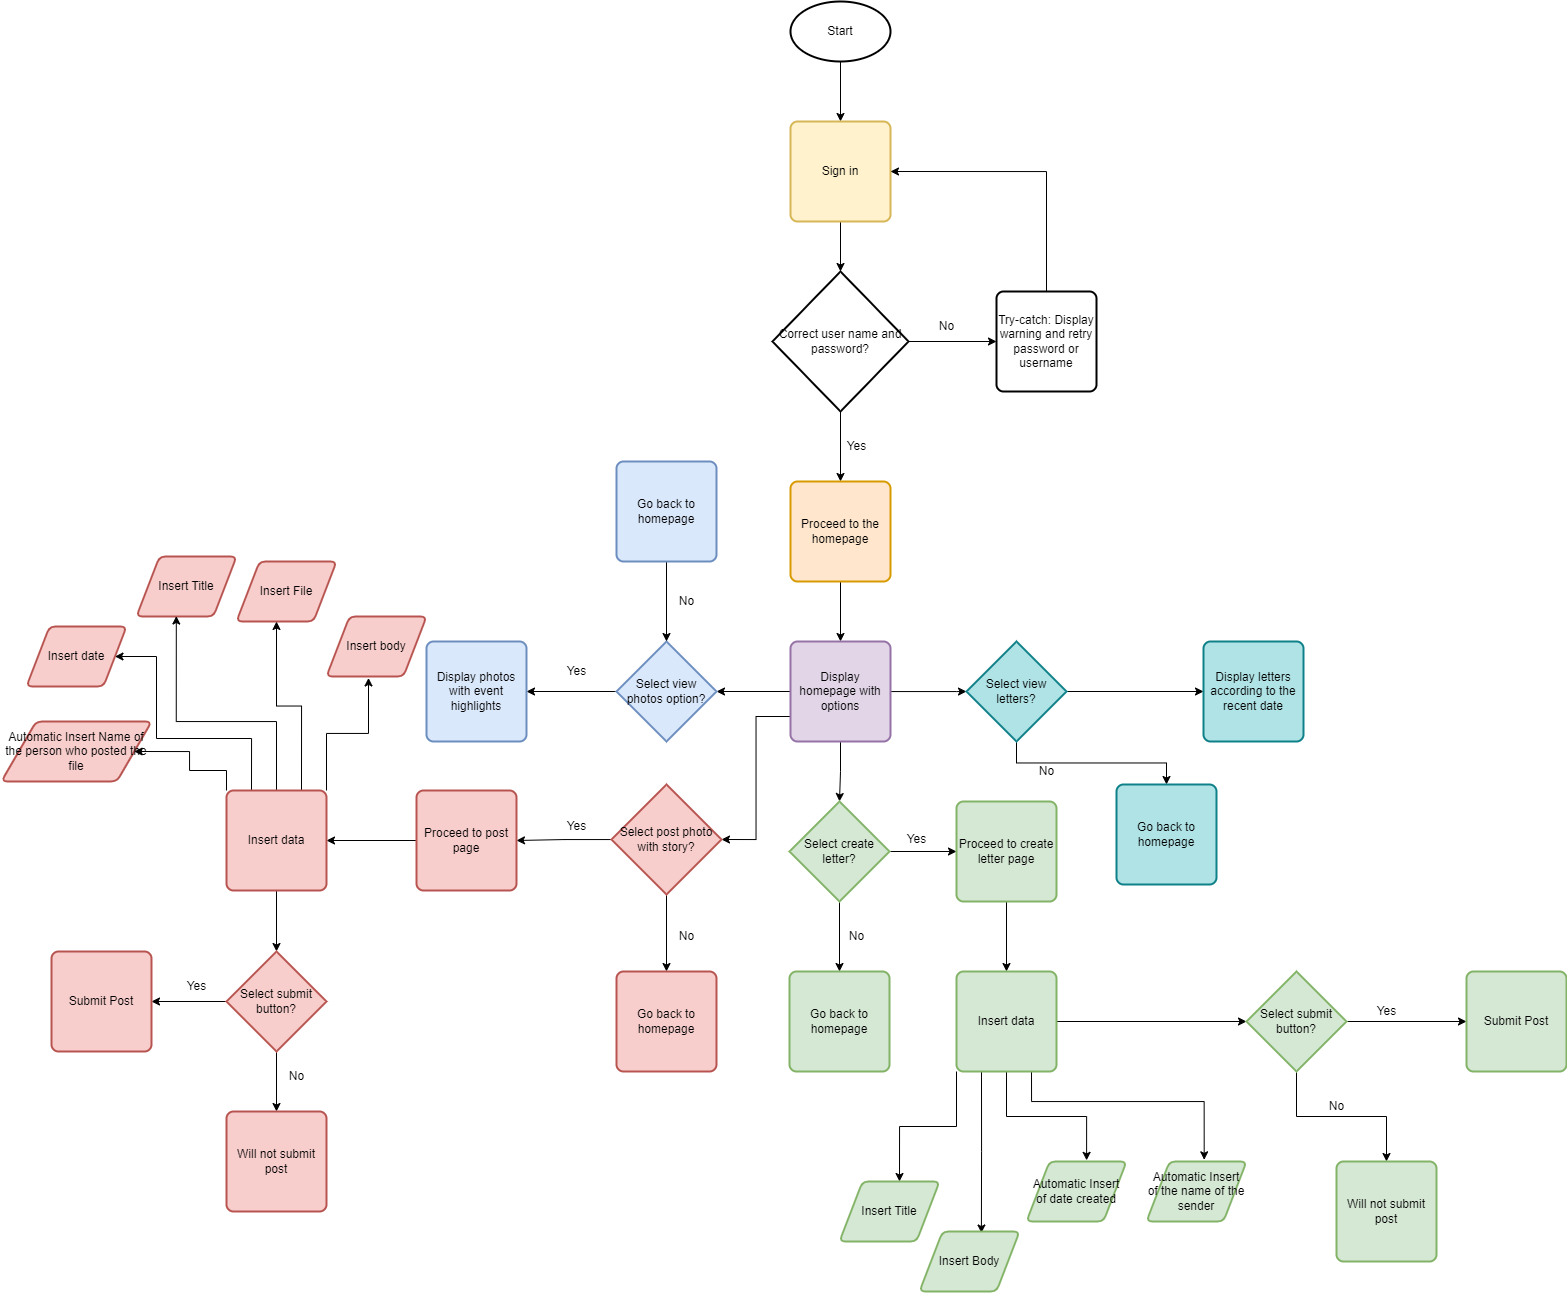 Start
Sign in
Correct user name and
password?
No
Try-catch: Display
warning and retry
password or
username
Yes
Go back to
homepage
Proceed to the
homepage
No
Insert Title
Insert File
Insert date
Insert body
Automatic Insert Name of
the person who posted the
file
Display photos
with event
highlights
Yes
Select view
photos option?
Display
homepage with
options
Select view
letters?
Display letters
according to the
recent date
No
Go back to
homepage
Insert data
Proceed to post
page
Yes
Select post photo
with story?
Select create
letter?
Yes
Proceed to create
letter page
No
No
Submit Post
Yes
Select submit
button?
Go back to
homepage
Go back to
homepage
Insert data
Select submit
button?
Yes
Submit Post
No
Will not submit
post
No
Insert Title
Insert Body
Automatic Insert
of date created
Automatic Insert
of the name of the
sender
Will not submit
post